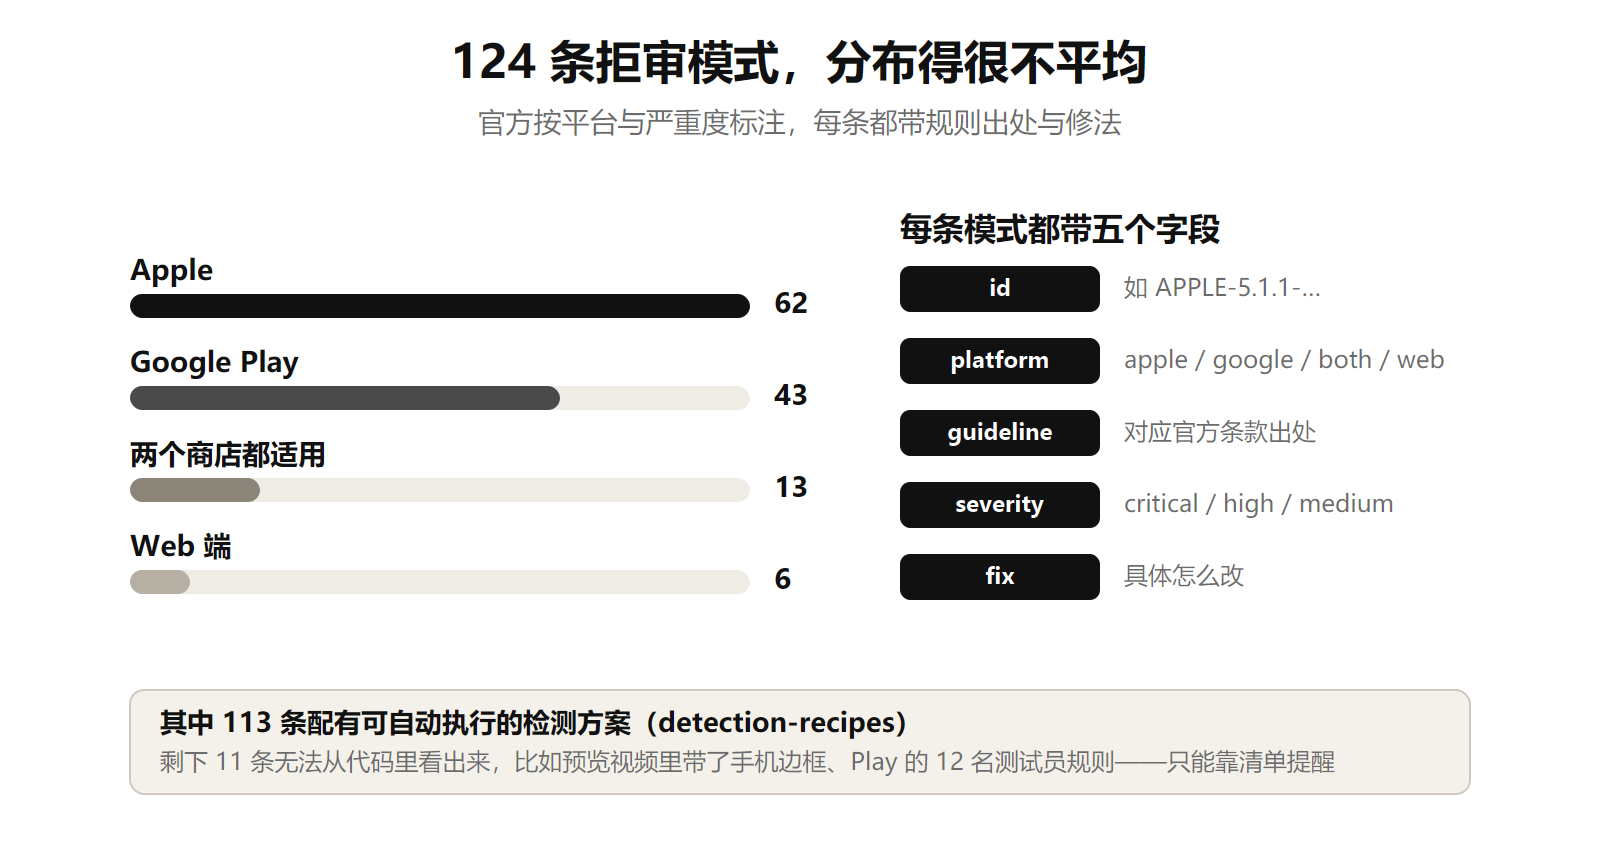 124 条拒审模式，分布得很不平均
官方按平台与严重度标注，每条都带规则出处与修法
Apple
62
Google Play
43
两个商店都适用
13
Web 端
6
每条模式都带五个字段
id 如 APPLE-5.1.1-...
platform apple / google / both / web
guideline 对应官方条款出处
severity critical / high / medium
fix 具体怎么改
其中 113 条配有可自动执行的检测方案（detection-recipes）
剩下 11 条无法从代码里看出来，比如预览视频里带了手机边框、Play 的 12 名测试员规则——只能靠清单提醒